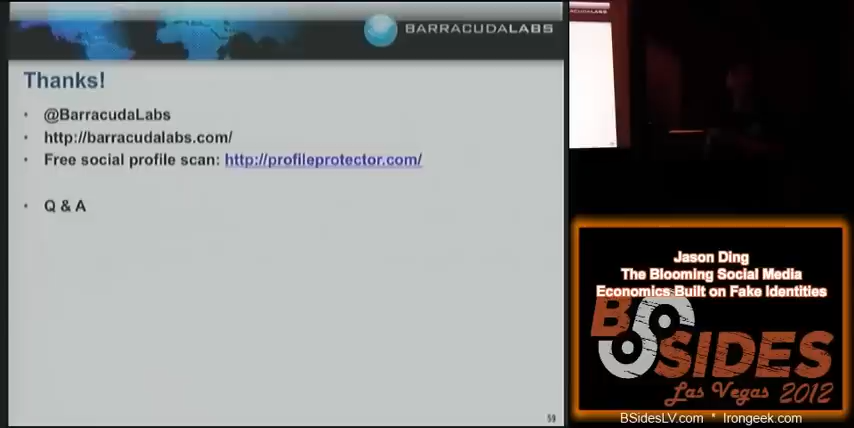 BARRACUDALABS
Thanks!
• @BarracudaLabs
• http://barracudalabs.com/
• Free social profile scan: http://profileprotector.com/
• Q & A
59
Jason Ding
The Blooming Social Media
Economics Built on Fake Identities
BSIDES
Las Vegas 2012
BSidesLV.com * Irongeek.com